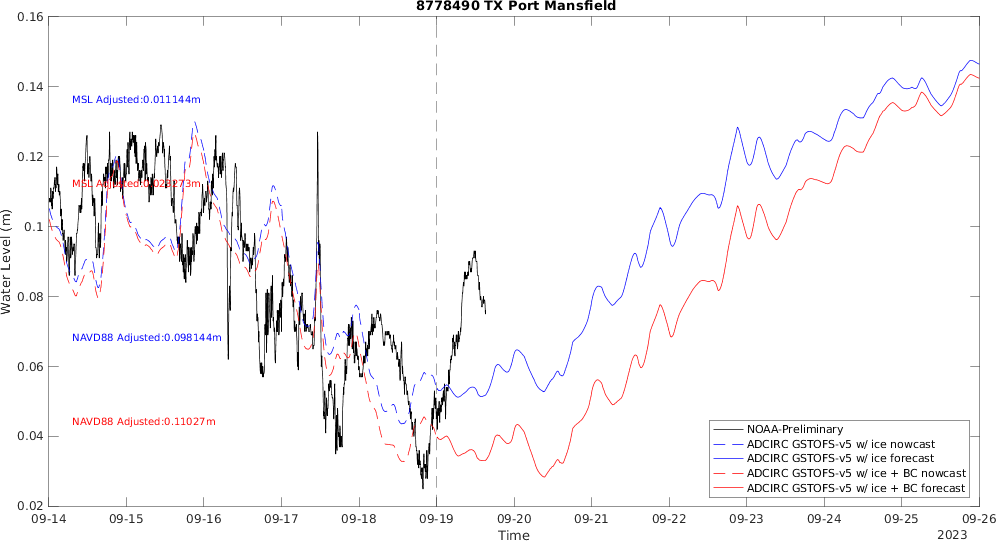 8778490 TX Port Mansfield
Water Level (m)
0.16
0.14
0.12
0.1
0.08
0.06
0.04
0.02
MSL Adjusted:0.011144m
MSL Adjusted:0.023273m
NAVD88 Adjusted:0.098144m
NAVD88 Adjusted:0.11027m
NOAA-Preliminary
ADCIRC GSTOFS-v5 w/ ice nowcast
ADCIRC GSTOFS-v5 w/ ice forecast
ADCIRC GSTOFS-v5 w/ ice + BC nowcast
ADCIRC GSTOFS-v5 w/ ice + BC forecast
09-14 09-15 09-16 09-17 09-18 09-19 09-20 09-21 09-22 09-23 09-24 09-25 09-26
Time
2023